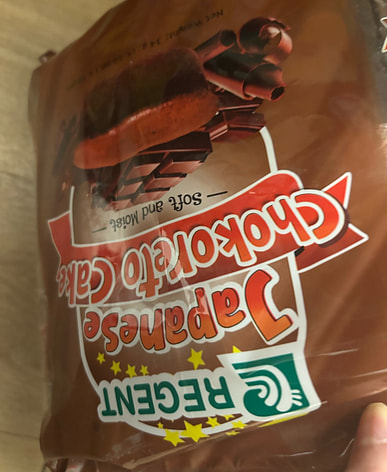 REGENT
Japanese
Chokoreto Cake
— Soft and Moist —